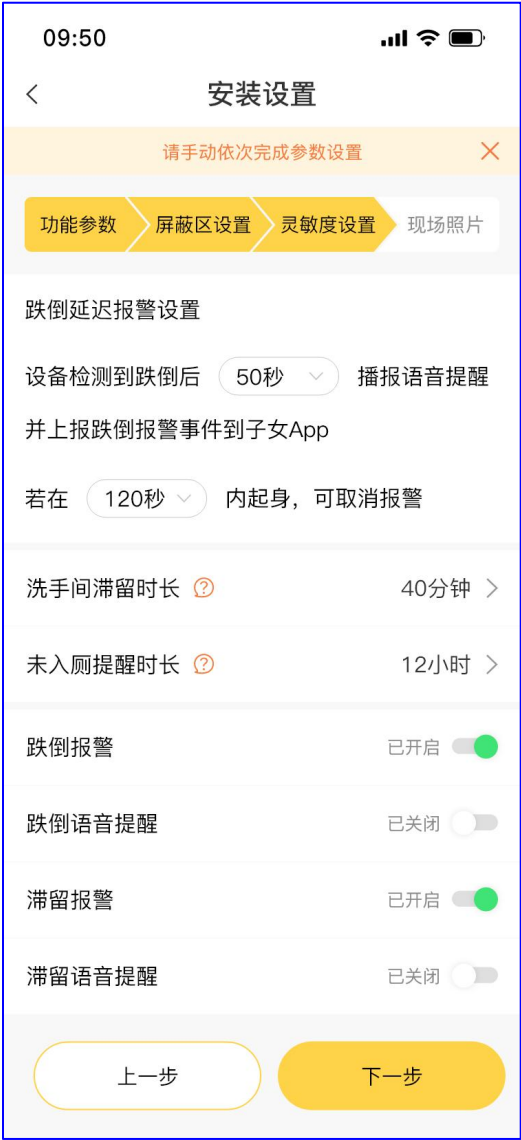 09:50
安装设置
请手动依次完成参数设置
功能参数 屏蔽区设置 灵敏度设置 现场照片
跌倒延迟报警设置
设备检测到跌倒后 50秒 播报语音提醒
并上报跌倒报警事件到子女App
若在 120秒 内起身，可取消报警
洗手间滞留时长 ? 40分钟
未入厕提醒时长 ? 12小时
跌倒报警 已开启
跌倒语音提醒 已关闭
滞留报警 已开启
滞留语音提醒 已关闭
上一步 下一步